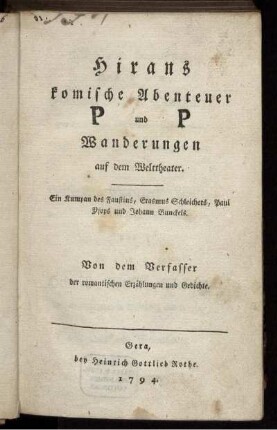 Hirans
komische Abenteuer
P und P
Wanderungen
auf dem Welttheater.
Ein Kumpan des Faustins, Erasmus Schleichers, Paul
Ysops und Johann Bunckels.
Von dem Verfasser
der romantischen Erzählungen und Gedichte.
Gera,
bey Heinrich Gottlieb Rothe.
1794.